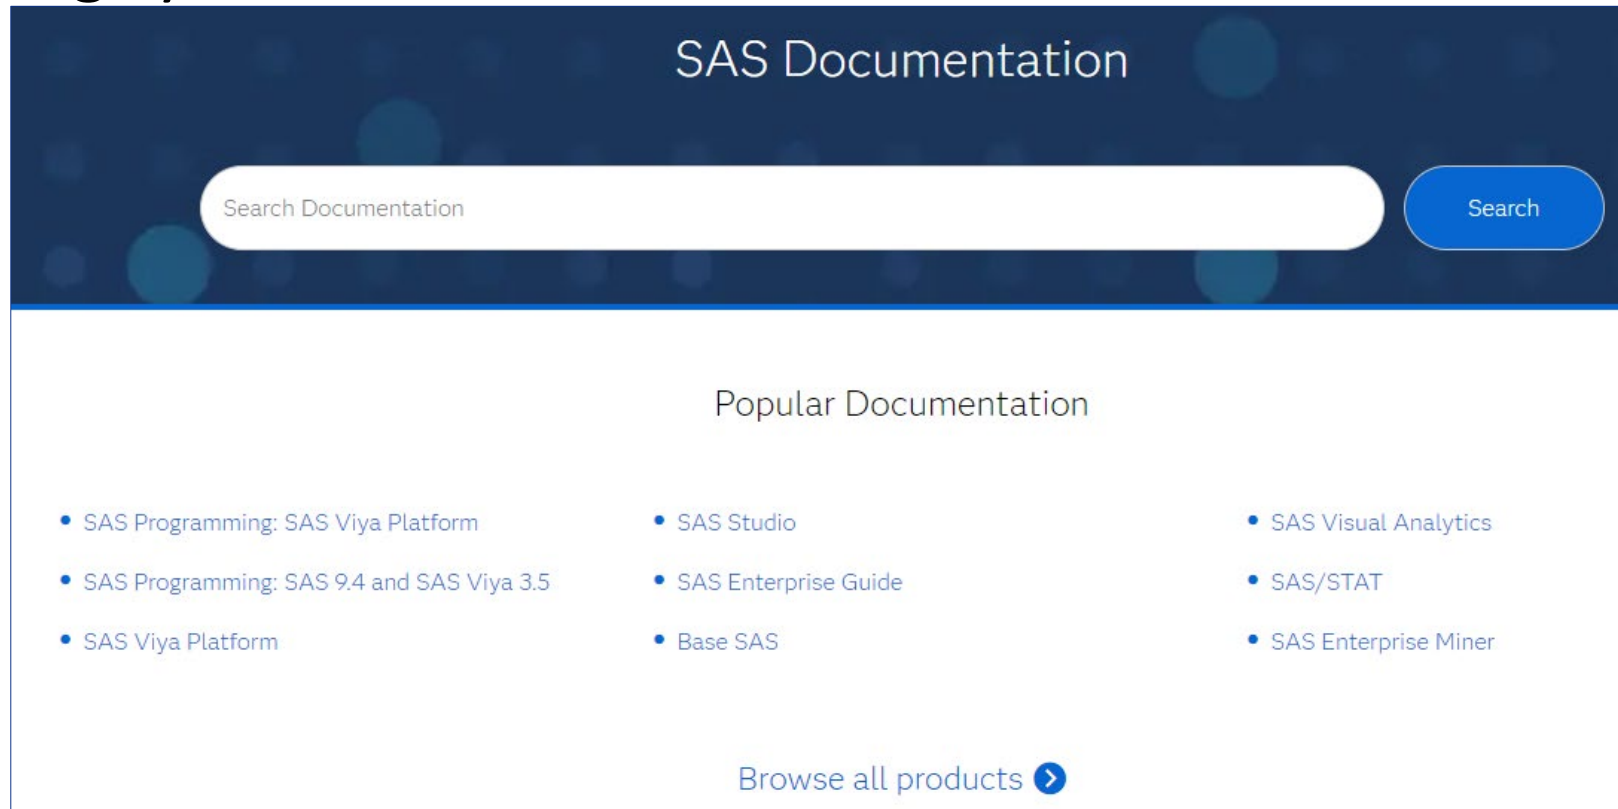 SAS Documentation
Search Documentation
Search
Popular Documentation
SAS Programming: SAS Viya Platform
SAS Studio
SAS Visual Analytics
SAS Programming: SAS 9.4 and SAS Viya 3.5
SAS Enterprise Guide
SAS/STAT
SAS Viya Platform
Base SAS
SAS Enterprise Miner
Browse all products